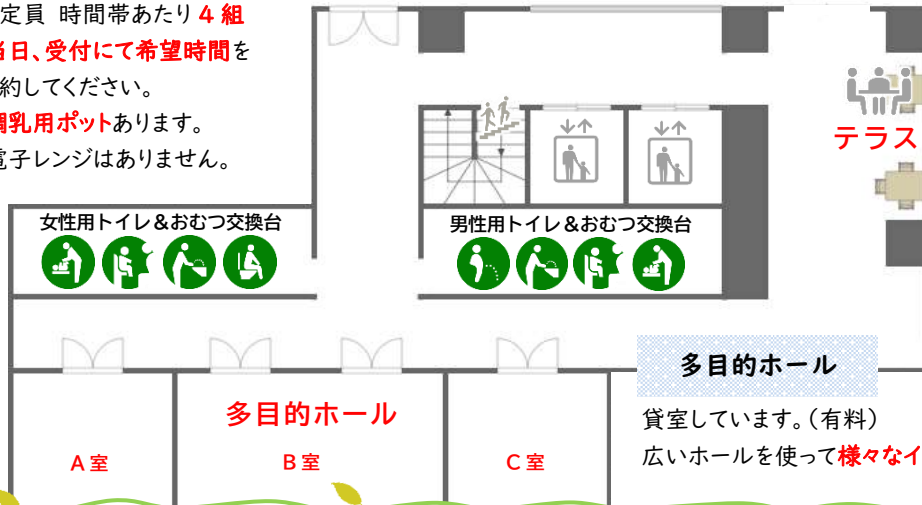 定員 時間帯あたり4組
当日、受付にて希望時間を
約してください。
調乳用ポットあります。
電子レンジはありません。
テラス
女性用トイレ&おむつ交換台
男性用トイレ&おむつ交換台
多目的ホール
A室
B室
C室
多目的ホール
貸室しています。(有料)
広いホールを使って様々なイ